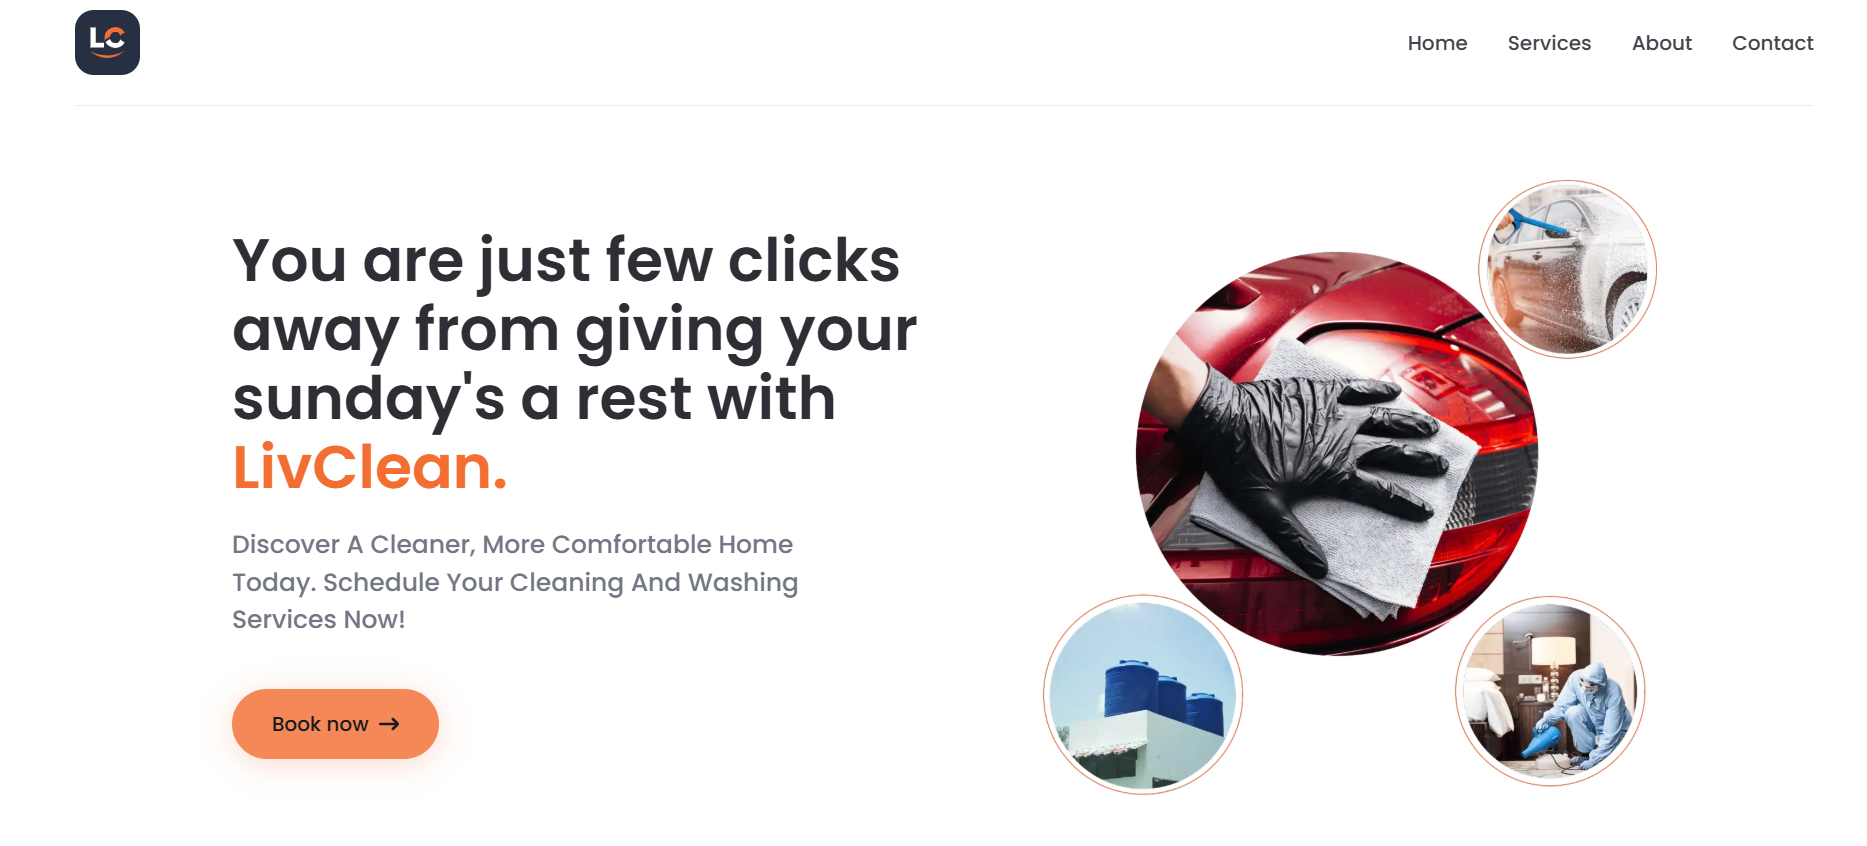 LC
Home Services About Contact
You are just few clicks
away from giving your
sunday's a rest with
LivClean.
Discover A Cleaner, More Comfortable Home
Today. Schedule Your Cleaning And Washing
Services Now!
Book now →